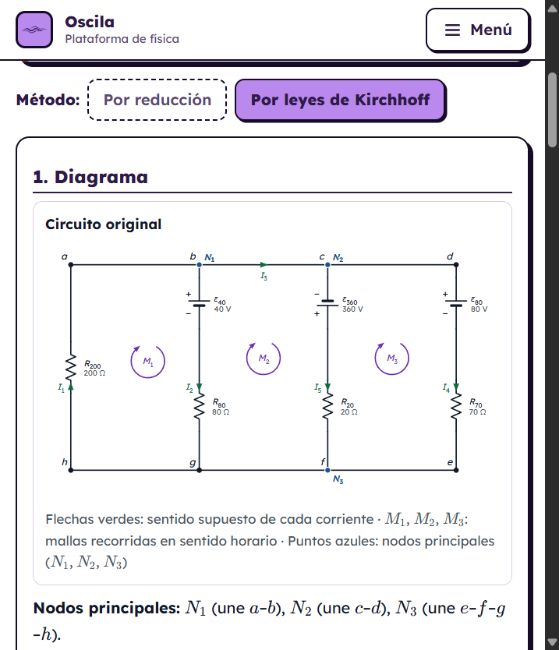 Oscila
Plataforma de física
Menú
Método:
Por reducción
Por leyes de Kirchhoff
1. Diagrama
Circuito original
a
b N₁
c N₂
d
I₃
+
ε₄₀
40 V
−
−
ε₃₆₀
360 V
+
+
ε₈₀
80 V
−
M₁
M₂
M₃
R₂₀₀
200 Ω
I₁
I₂
R₈₀
80 Ω
I₅
R₂₀
20 Ω
I₄
R₇₀
70 Ω
h
g
f
e
N₃
Flechas verdes: sentido supuesto de cada corriente · M₁, M₂, M₃:
mallas recorridas en sentido horario · Puntos azules: nodos principales
(N₁, N₂, N₃)
Nodos principales: N₁ (une a–b), N₂ (une c–d), N₃ (une e–f–g
–h).